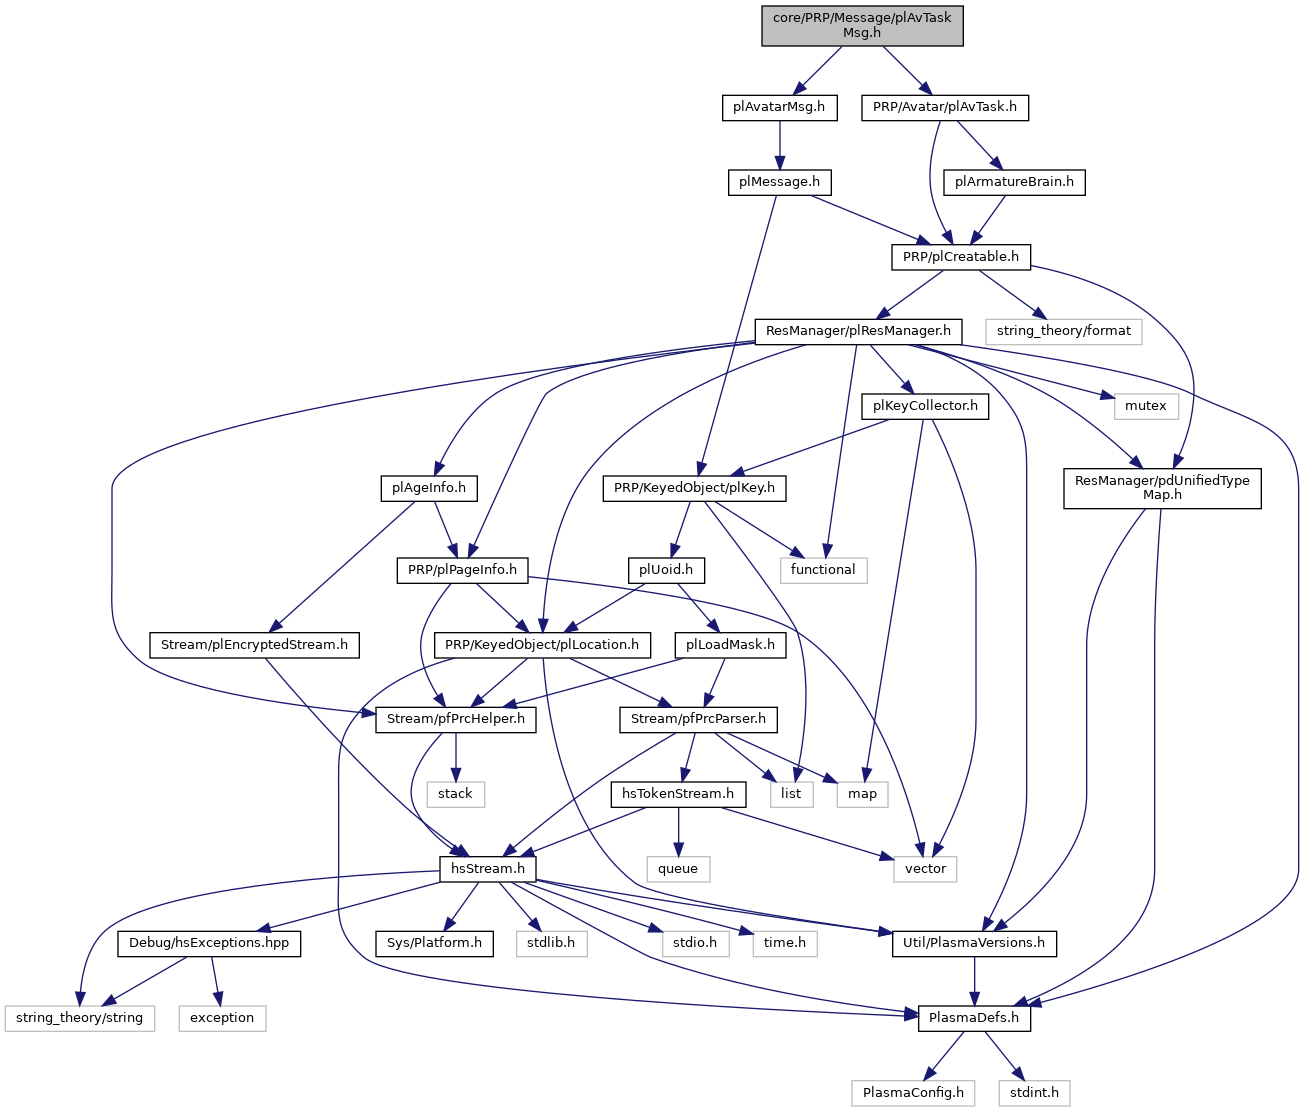 core/PRP/Message/plAvTask
Msg.h
plAvatarMsg.h
PRP/Avatar/plAvTask.h
plMessage.h
plArmatureBrain.h
PRP/plCreatable.h
ResManager/plResManager.h
string_theory/format
plKeyCollector.h
mutex
plAgeInfo.h
PRP/KeyedObject/plKey.h
ResManager/pdUnifiedType
Map.h
PRP/plPageInfo.h
plUoid.h
functional
Stream/plEncryptedStream.h
PRP/KeyedObject/plLocation.h
plLoadMask.h
Stream/pfPrcHelper.h
Stream/pfPrcParser.h
stack
hsTokenStream.h
list
map
hsStream.h
queue
vector
Debug/hsExceptions.hpp
Sys/Platform.h
stdlib.h
stdio.h
time.h
Util/PlasmaVersions.h
string_theory/string
exception
PlasmaDefs.h
PlasmaConfig.h
stdint.h